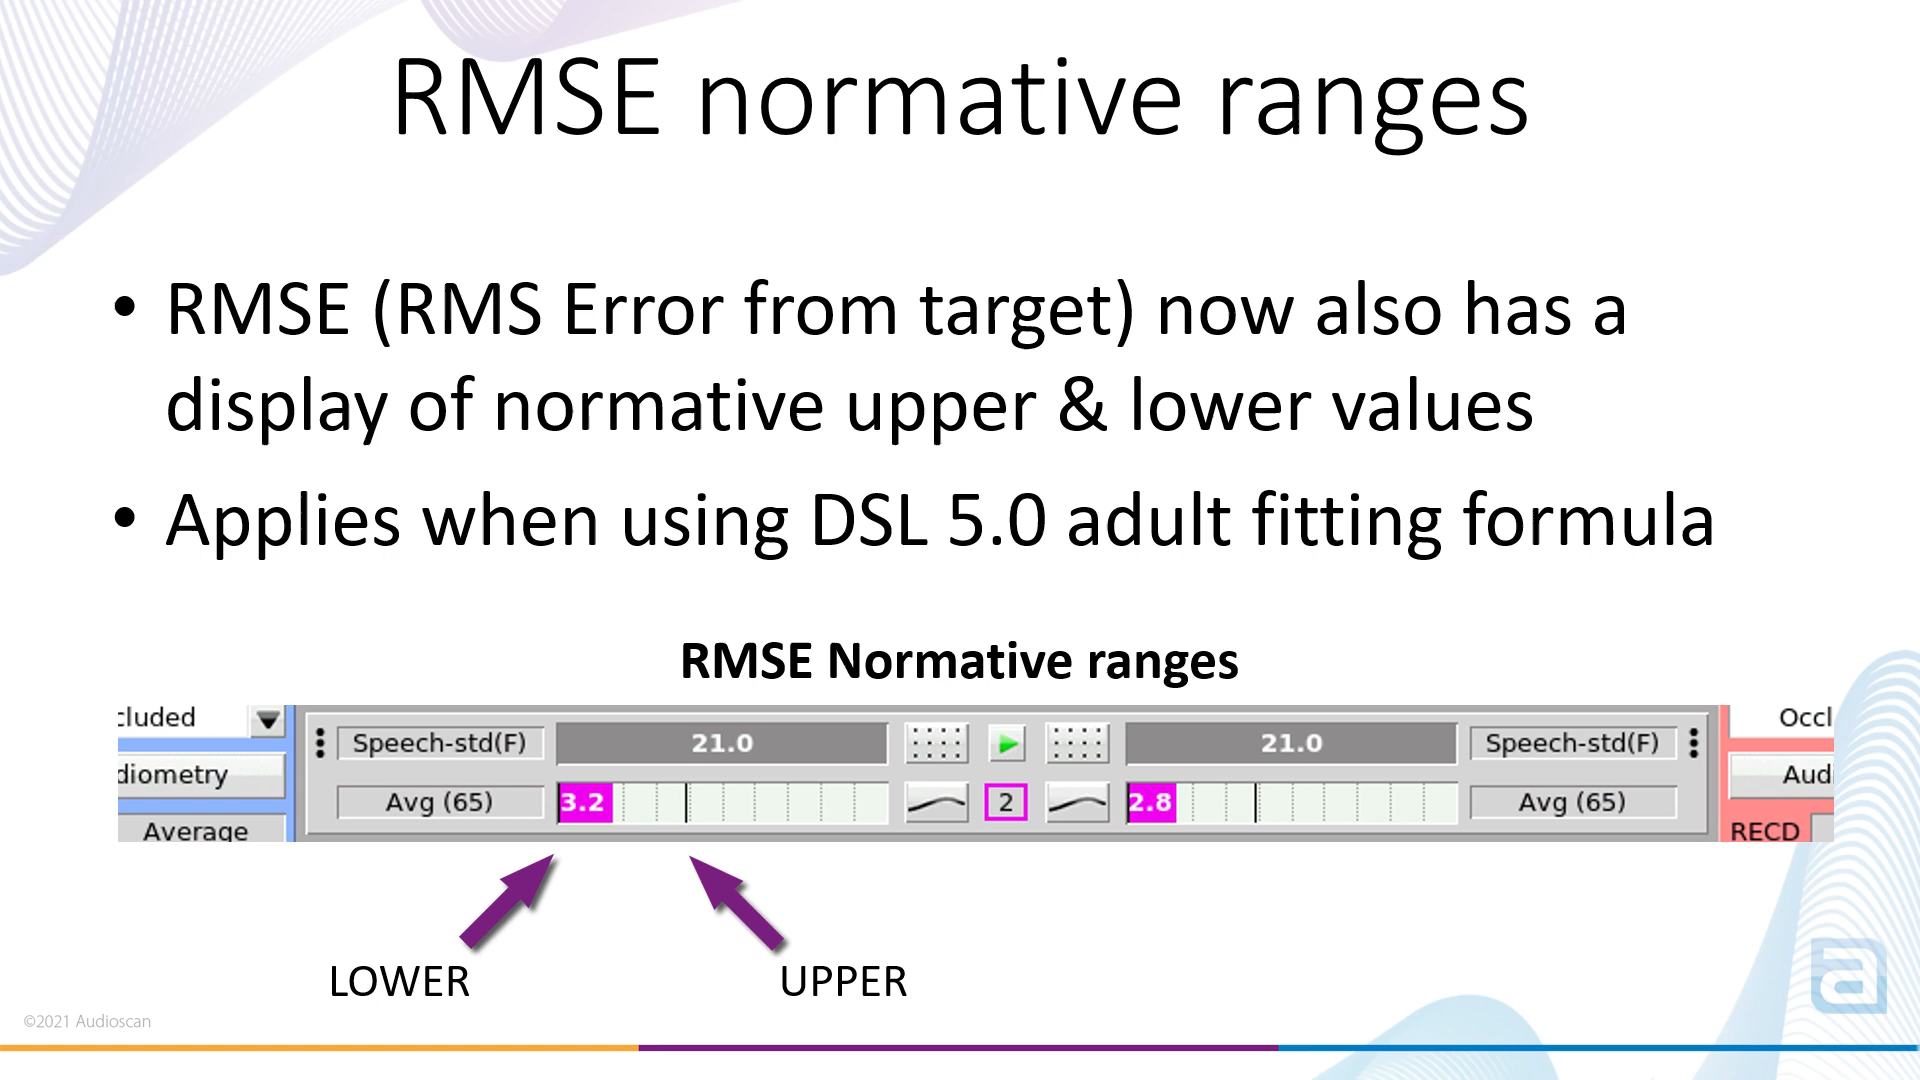 RMSE normative ranges
• RMSE (RMS Error from target) now also has a
display of normative upper & lower values
• Applies when using DSL 5.0 adult fitting formula
RMSE Normative ranges
cluded
Speech-std(F) 21.0 21.0 Speech-std(F)
Occl
diometry
Aud
Avg (65) 3.2 2 2.8 Avg (65)
Average
RECD
LOWER UPPER
©2021 Audioscan
a